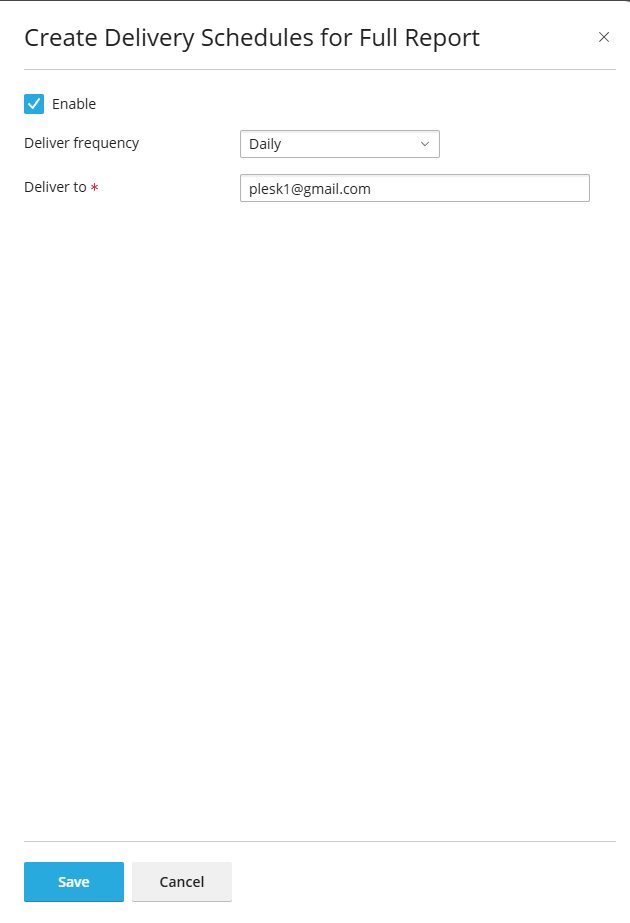 Create Delivery Schedules for Full Report
Enable
Deliver frequency
Daily
Deliver to *
plesk1@gmail.com
Save
Cancel